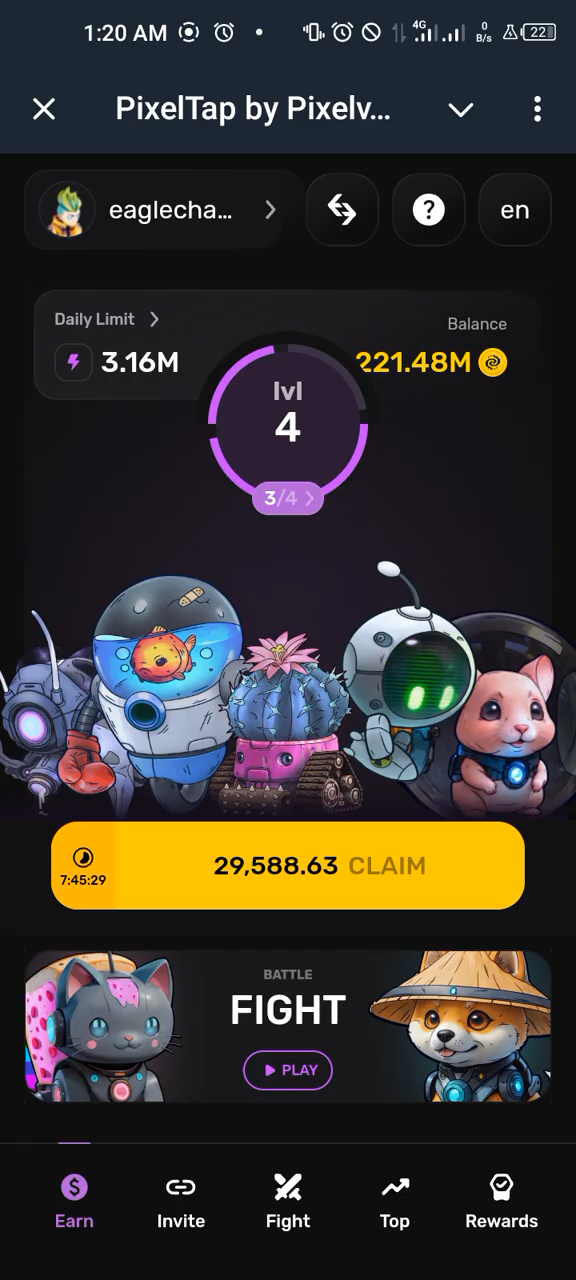 1:20 AM
4G
0
B/s
22
PixelTap by Pixelv...
eaglecha...
en
Daily Limit
Balance
3.16M
221.48M
lvl
4
3/4
7:45:29
29,588.63 CLAIM
BATTLE
FIGHT
PLAY
Earn
Invite
Fight
Top
Rewards